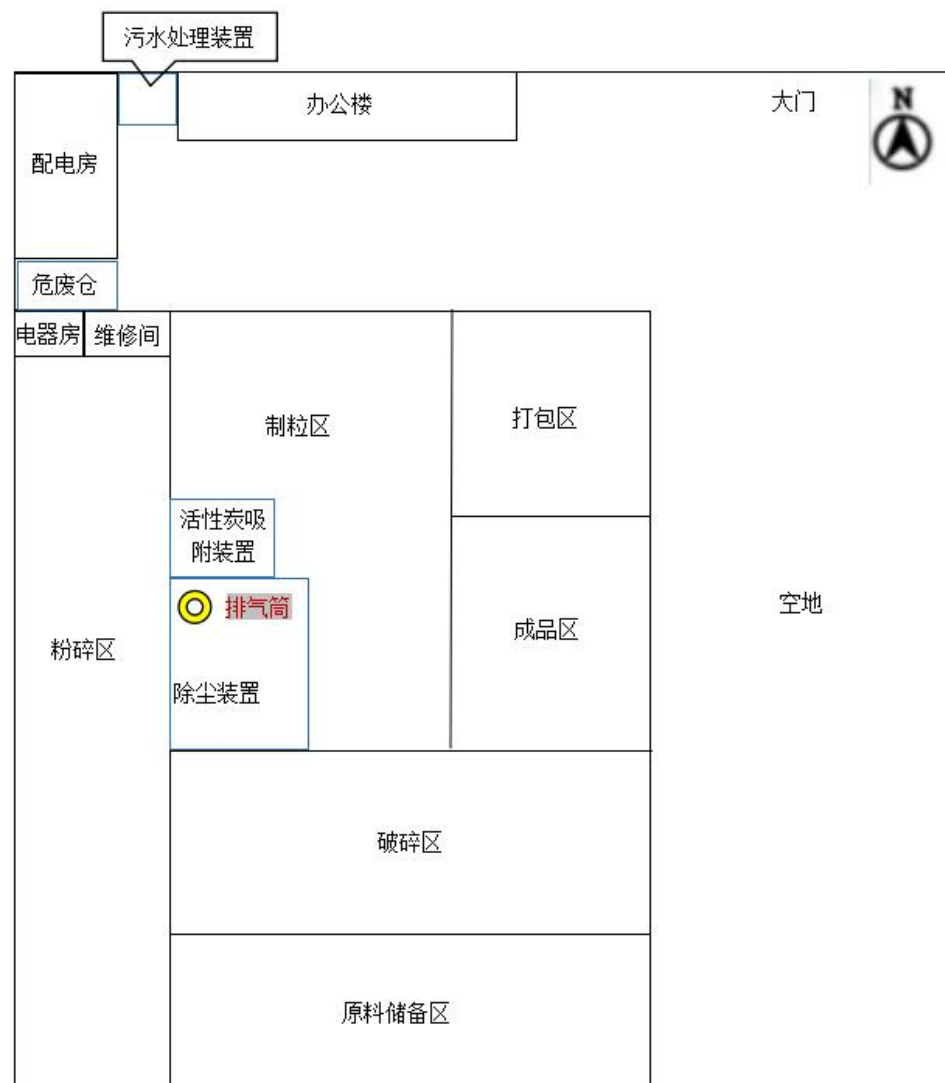 污水处理装置
办公楼
大门
N
配电房
危废仓
电器房
维修间
制粒区
打包区
活性炭吸
附装置
排气筒
空地
成品区
粉碎区
除尘装置
破碎区
原料储备区